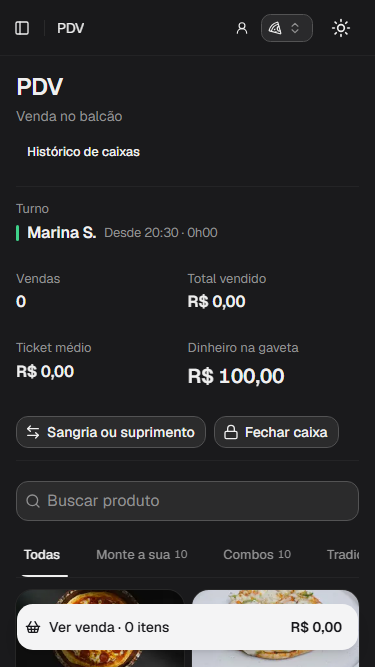 PDV
PDV
Venda no balcão
Histórico de caixas
Turno
Marina S. Desde 20:30 · 0h00
Vendas
0
Total vendido
R$ 0,00
Ticket médio
R$ 0,00
Dinheiro na gaveta
R$ 100,00
Sangria ou suprimento
Fechar caixa
Buscar produto
Todas
Monte a sua 10
Combos 10
Tradi
Ver venda · 0 itens
R$ 0,00